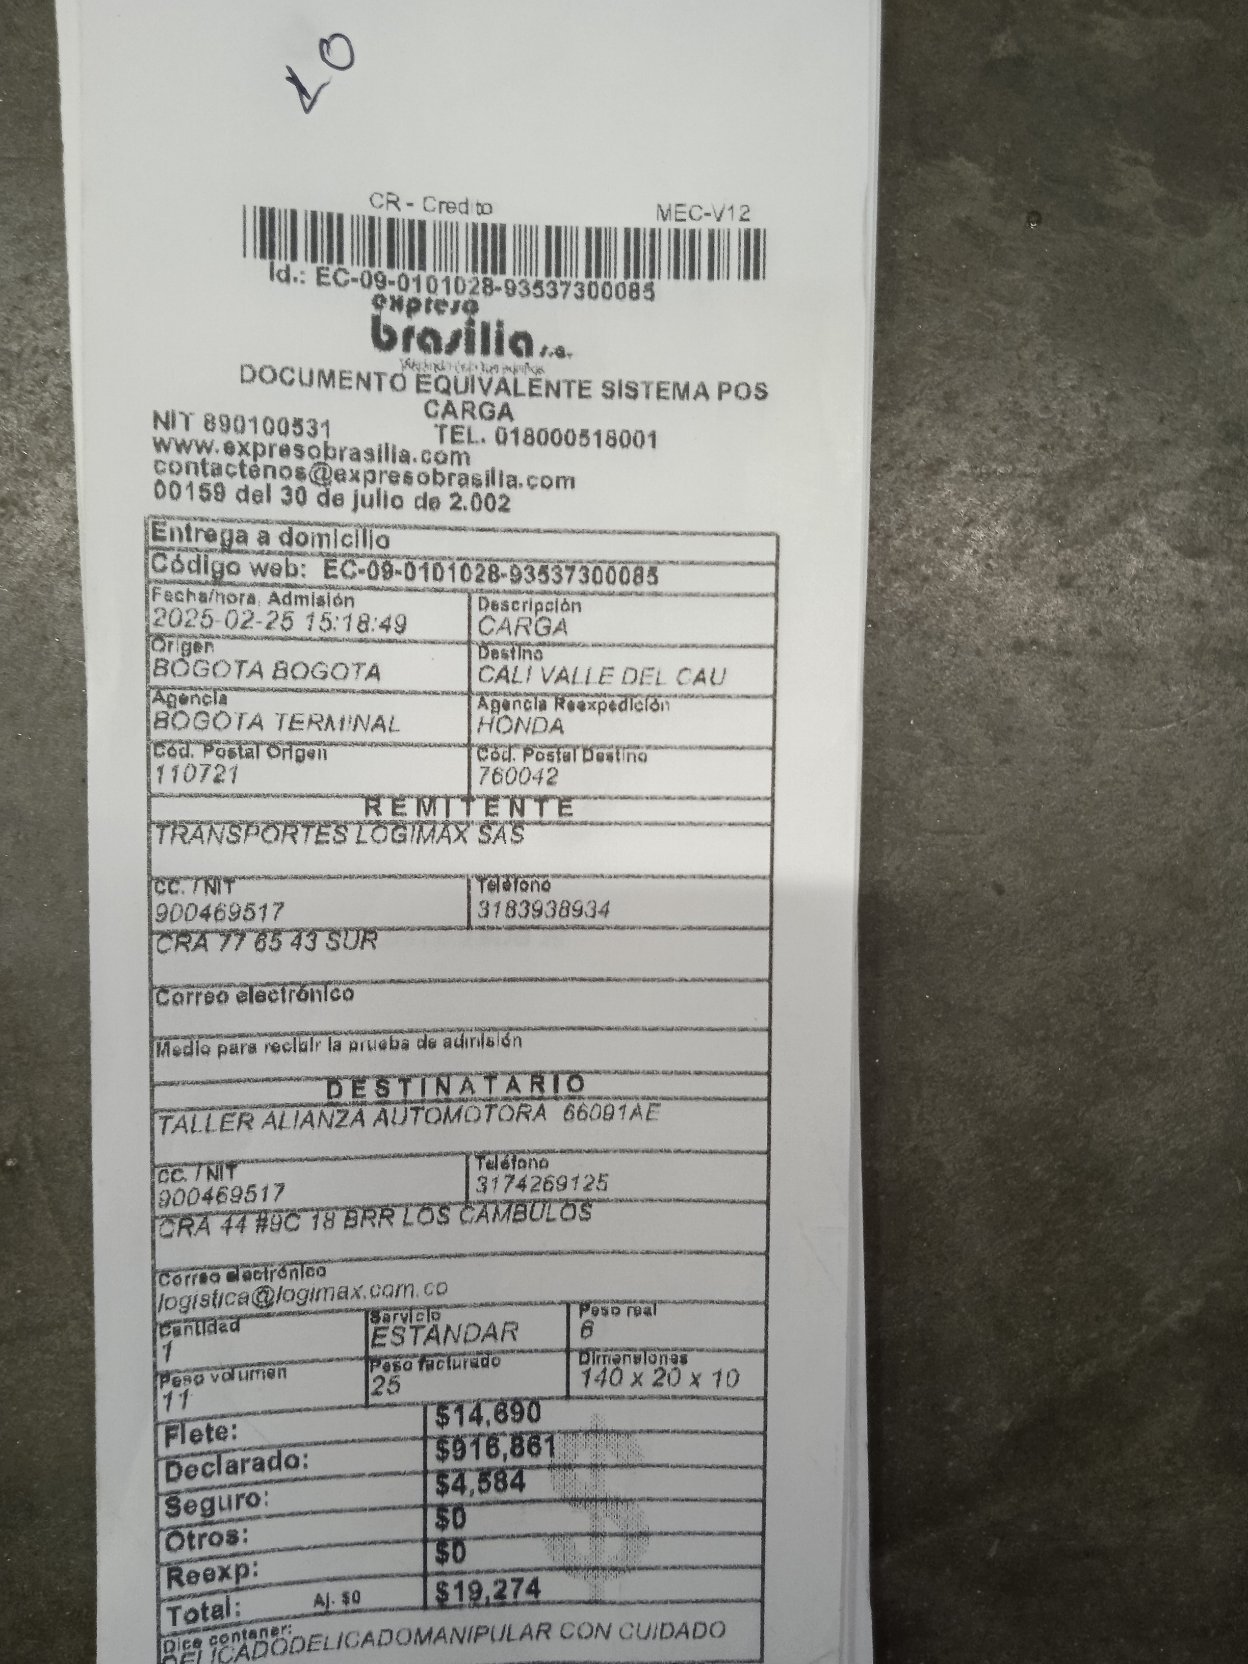 CR - Credito MEC-V12
Id.: EC-09-0101028-93537300085
expreso
brasilia s.a.
DOCUMENTO EQUIVALENTE SISTEMA POS
CARGA
NIT 890100531 TEL. 018000518001
www.expresobrasilia.com
contactenos@expresobrasilia.com
00159 del 30 de julio de 2.002
Entrega a domicilio
Código web: EC-09-0101028-93537300085
Fecha/hora. Admisión Descripción
2025-02-25 15:18:49 CARGA
Origen Destino
BOGOTA BOGOTA CALI VALLE DEL CAU
Agencia Agencia Reexpedición
BOGOTA TERMINAL HONDA
Cód. Postal Origen Cód. Postal Destino
110721 760042
REMITENTE
TRANSPORTES LOGIMAX SAS
CC. / NIT Teléfono
900469517 3183938934
CRA 77 65 43 SUR
Correo electrónico
Medio para recibir la prueba de admisión
DESTINATARIO
TALLER ALIANZA AUTOMOTORA 66091AE
CC. / NIT Teléfono
900469517 3174269125
CRA 44 #9C 18 BRR LOS CAMBULOS
Correo electrónico
logistica@logimax.com.co
Cantidad Servicio Peso real
1 ESTANDAR 6
Peso volumen Peso facturado Dimensiones
11 25 140 x 20 x 10
Flete: $14,690
Declarado: $916,861
Seguro: $4,584
Otros: $0
Reexp: $0
Total: Aj. $0 $19,274
Dice contener:
DELICADODELICADOMANIPULAR CON CUIDADO